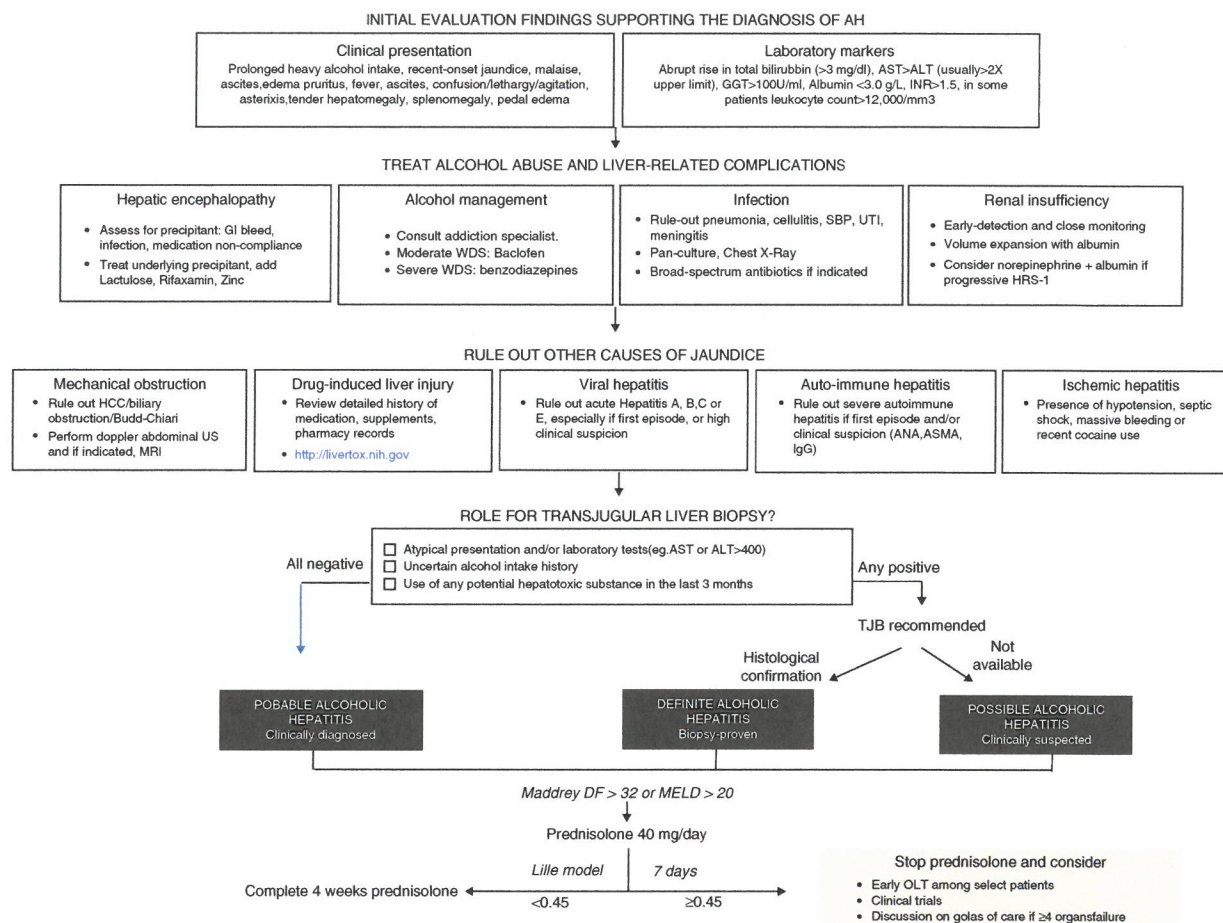 INITIAL EVALUATION FINDINGS SUPPORTING THE DIAGNOSIS OF AH
Clinical presentation
Prolonged heavy alcohol intake, recent-onset jaundice, malaise,
ascites,edema pruritus, fever, ascites, confusion/lethargy/agitation,
asterixis,tender hepatomegaly, splenomegaly, pedal edema
Laboratory markers
Abrupt rise in total bilirubbin (>3 mg/dl), AST>ALT (usually>2X
upper limit), GGT>100U/ml, Albumin <3.0 g/L, INR>1.5, in some
patients leukocyte count>12,000/mm3
TREAT ALCOHOL ABUSE AND LIVER-RELATED COMPLICATIONS
Hepatic encephalopathy
• Assess for precipitant: GI bleed,
infection, medication non-compliance
• Treat underlying precipitant, add
Lactulose, Rifaxamin, Zinc
Alcohol management
• Consult addiction specialist.
• Moderate WDS: Baclofen
• Severe WDS: benzodiazepines
Infection
• Rule-out pneumonia, cellulitis, SBP, UTI,
meningitis
• Pan-culture, Chest X-Ray
• Broad-spectrum antibiotics if indicated
Renal insufficiency
• Early-detection and close monitoring
• Volume expansion with albumin
• Consider norepinephrine + albumin if
progressive HRS-1
RULE OUT OTHER CAUSES OF JAUNDICE
Mechanical obstruction
• Rule out HCC/biliary
obstruction/Budd-Chiari
• Perform doppler abdominal US
and if indicated, MRI
Drug-induced liver injury
• Review detailed history of
medication, supplements,
pharmacy records
• http://livertox.nih.gov
Viral hepatitis
• Rule out acute Hepatitis A, B,C or
E, especially if first episode, or high
clinical suspicion
Auto-immune hepatitis
• Rule out severe autoimmune
hepatitis if first episode and/or
clinical suspicion (ANA,ASMA,
IgG)
Ischemic hepatitis
• Presence of hypotension, septic
shock, massive bleeding or
recent cocaine use
ROLE FOR TRANSJUGULAR LIVER BIOPSY?
☐ Atypical presentation and/or laboratory tests(eg.AST or ALT>400)
☐ Uncertain alcohol intake history
☐ Use of any potential hepatotoxic substance in the last 3 months
All negative
Any positive
TJB recommended
Histological
confirmation
Not
available
POBABLE ALCOHOLIC
HEPATITIS
Clinically diagnosed
DEFINITE ALOHOLIC
HEPATITIS
Biopsy-proven
POSSIBLE ALCOHOLIC
HEPATITIS
Clinically suspected
Maddrey DF > 32 or MELD > 20
Prednisolone 40 mg/day
Lille model 7 days
Complete 4 weeks prednisolone
<0.45 ≥0.45
Stop prednisolone and consider
• Early OLT among select patients
• Clinical trials
• Discussion on golas of care if ≥4 organsfailure